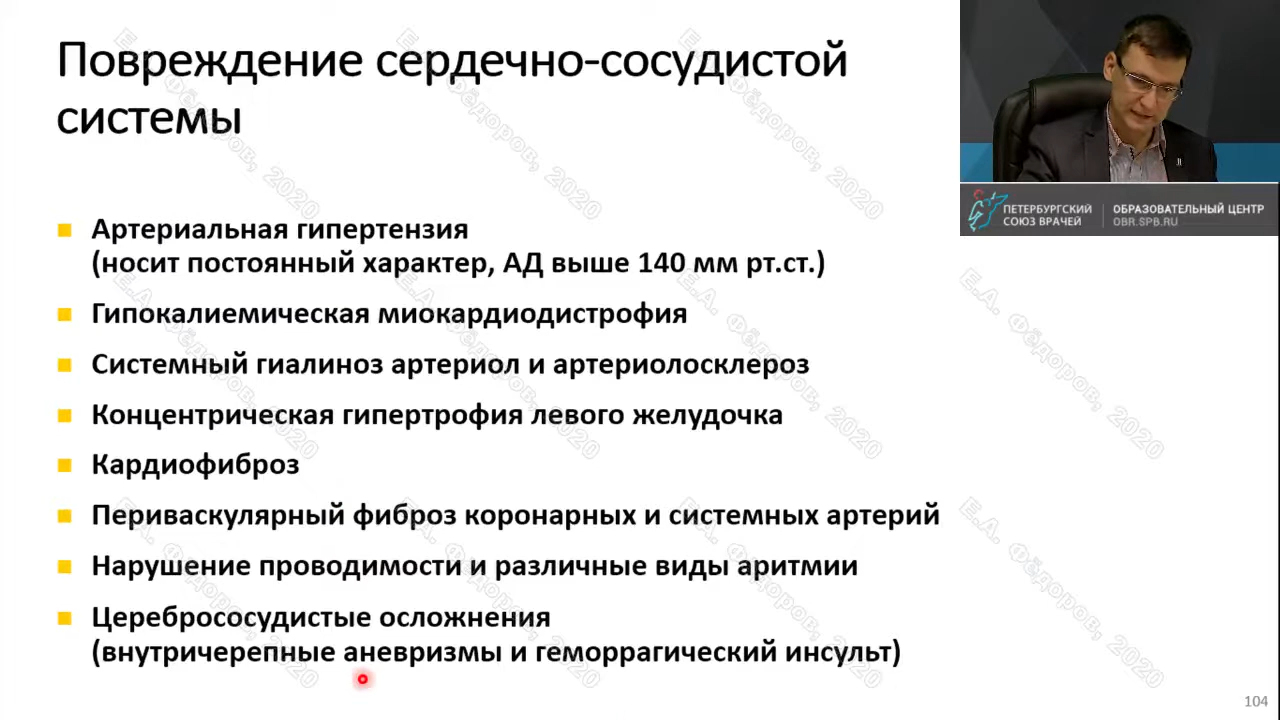 Повреждение сердечно-сосудистой
системы
Артериальная гипертензия
(носит постоянный характер, АД выше 140 мм рт.ст.)
Гипокалиемическая миокардиодистрофия
Системный гиалиноз артериол и артериолосклероз
Концентрическая гипертрофия левого желудочка
Кардиофиброз
Периваскулярный фиброз коронарных и системных артерий
Нарушение проводимости и различные виды аритмии
Церебрососудистые осложнения
(внутричерепные аневризмы и геморрагический инсульт)
ПЕТЕРБУРГСКИЙ
СОЮЗ ВРАЧЕЙ
ОБРАЗОВАТЕЛЬНЫЙ ЦЕНТР
OBR.SPB.RU
Е.А. Фёдоров, 2020
104